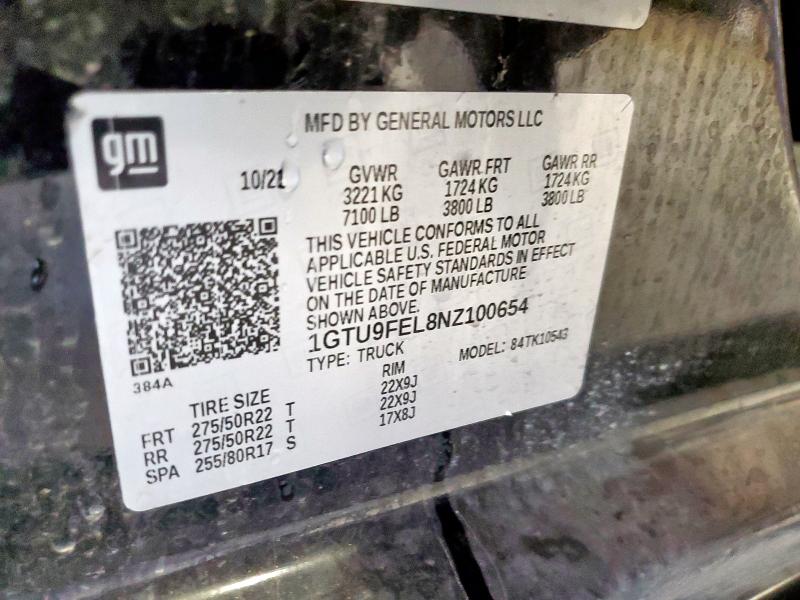 gm
MFD BY GENERAL MOTORS LLC
10/21
GVWR GAWR FRT GAWR RR
3221 KG 1724 KG 1724 KG
7100 LB 3800 LB 3800 LB
THIS VEHICLE CONFORMS TO ALL
APPLICABLE U.S. FEDERAL MOTOR
VEHICLE SAFETY STANDARDS IN EFFECT
ON THE DATE OF MANUFACTURE
SHOWN ABOVE.
1GTU9FEL8NZ100654
TYPE: TRUCK MODEL: 84TK10543
384A
TIRE SIZE RIM
FRT 275/50R22 T 22X9J
RR 275/50R22 T 22X9J
SPA 255/80R17 S 17X8J